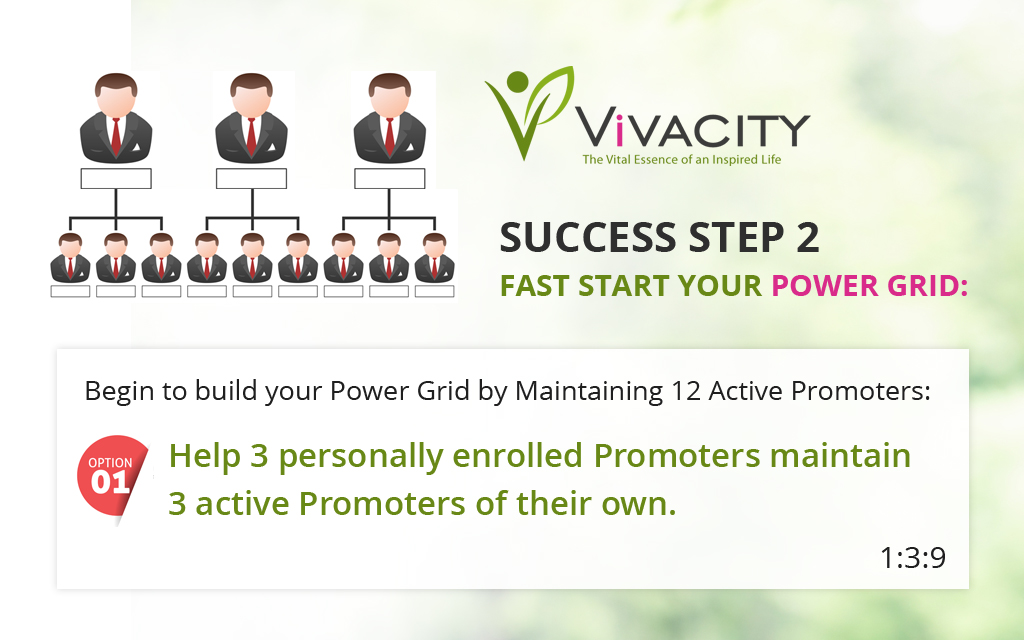 ViVACITY
The Vital Essence of an Inspired Life
SUCCESS STEP 2
FAST START YOUR POWER GRID:
Begin to build your Power Grid by Maintaining 12 Active Promoters:
OPTION
01
Help 3 personally enrolled Promoters maintain
3 active Promoters of their own.
1:3:9